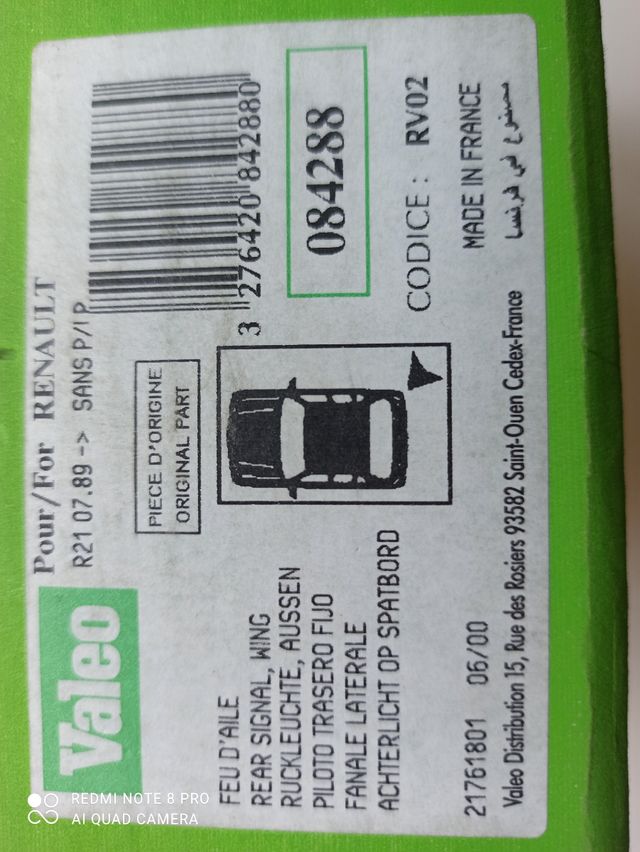 Valeo
Pour/For RENAULT
R21 07.89 -> SANS P/I P
3 276420 842880
PIECE D'ORIGINE
ORIGINAL PART
084288
CODICE : RV02
MADE IN FRANCE
مصنوع في فرنسا
FEU D'AILE
REAR SIGNAL, WING
RUCKLEUCHTE, AUSSEN
PILOTO TRASERO FIJO
FANALE LATERALE
ACHTERLICHT OP SPATBORD
21761801 06/00
Valeo Distribution 15, Rue des Rosiers 93582 Saint-Ouen Cedex-France
REDMI NOTE 8 PRO
AI QUAD CAMERA